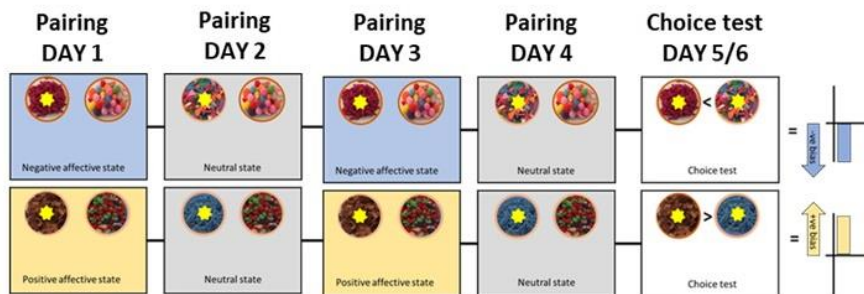 Pairing
DAY 1
Pairing
DAY 2
Pairing
DAY 3
Pairing
DAY 4
Choice test
DAY 5/6
Negative affective state
Neutral state
Negative affective state
Neutral state
<
Choice test
=
-ve bias
Positive affective state
Neutral state
Positive affective state
Neutral state
>
Choice test
=
+ve bias